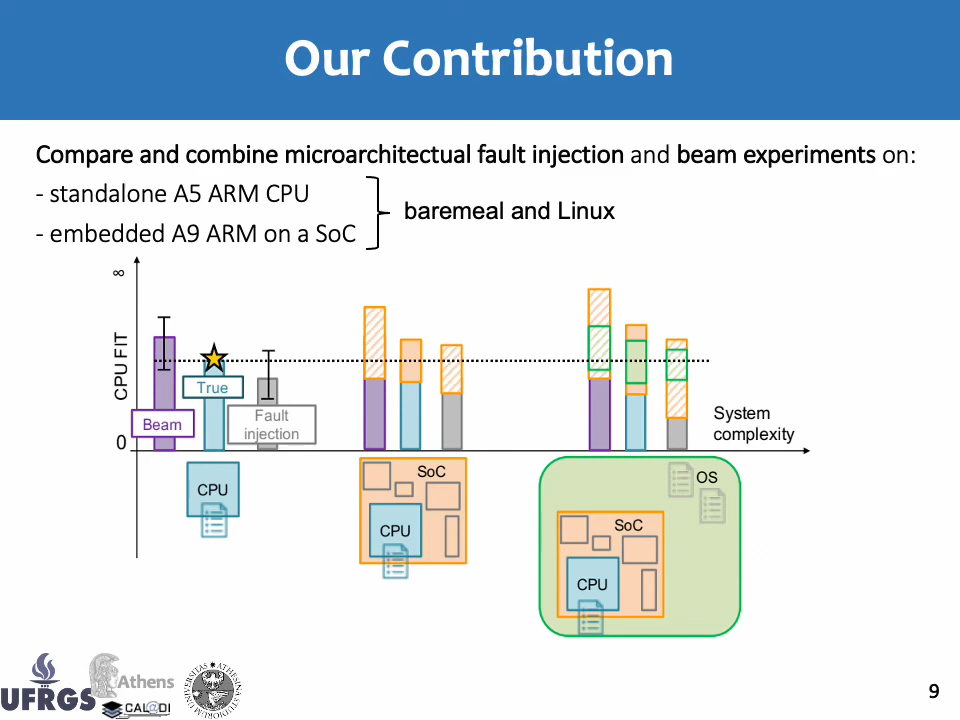 Our Contribution
Compare and combine microarchitectual fault injection and beam experiments on:
- standalone A5 ARM CPU
- embedded A9 ARM on a SoC
baremeal and Linux
∞
CPU FIT
0
Beam
True
Fault
injection
System
complexity
CPU
SoC
CPU
OS
SoC
CPU
UFRGS
Athens
CAL@DI
9